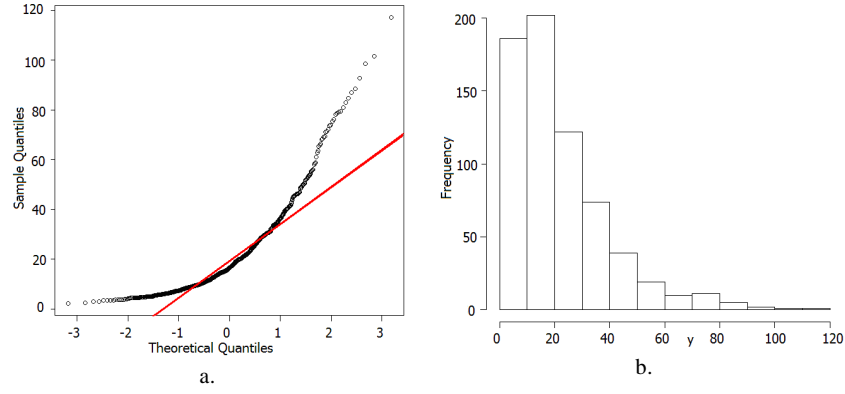 120
100
80
60
40
20
0
Sample Quantiles
-3 -2 -1 0 1 2 3
Theoretical Quantiles
a.
200
150
100
50
0
Frequency
0 20 40 60 y 80 100 120
b.